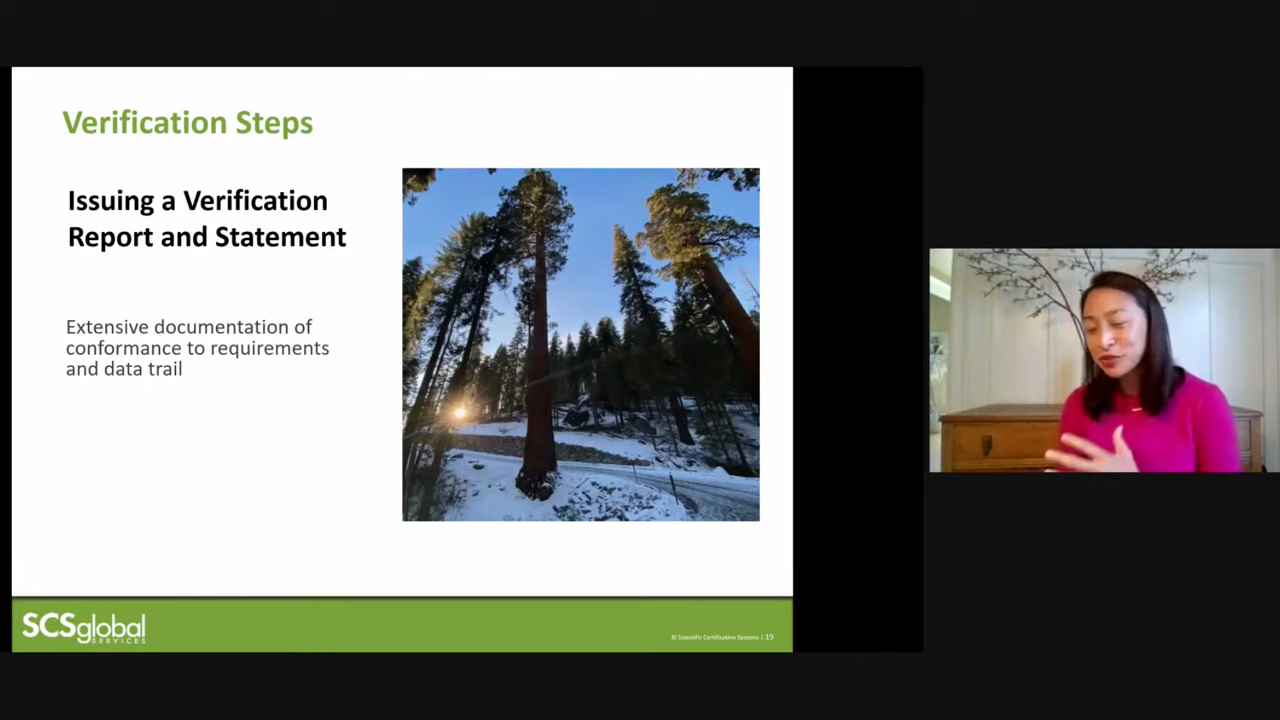 Verification Steps
Issuing a Verification
Report and Statement
Extensive documentation of
conformance to requirements
and data trail
SCSglobal
SERVICES
© Scientific Certification Systems | 19